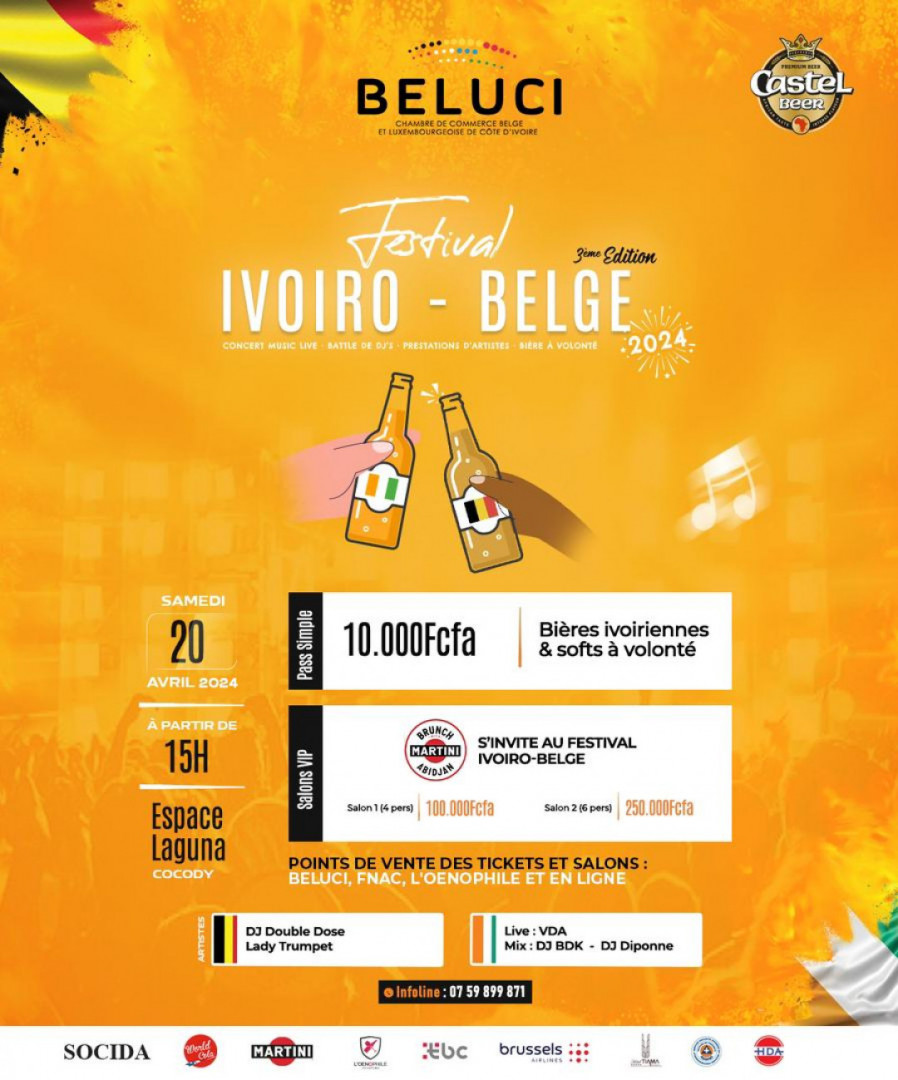 BELUCI
CHAMBRE DE COMMERCE BELGE
ET LUXEMBOURGEOISE DE CÔTE D'IVOIRE
PREMIUM BEER
Castel
BEER
Festival
3ème Edition
IVOIRO - BELGE
2024
CONCERT MUSIC LIVE - BATTLE DE DJ'S - PRESTATIONS D'ARTISTES - BIÈRE À VOLONTÉ
SAMEDI
20
AVRIL 2024
À PARTIR DE
15H
Espace
Laguna
COCODY
Pass Simple
10.000Fcfa
Bières ivoiriennes
& softs à volonté
Salons VIP
BRUNCH
MARTINI
ABIDJAN
S'INVITE AU FESTIVAL
IVOIRO-BELGE
Salon 1 (4 pers) 100.000Fcfa
Salon 2 (6 pers) 250.000Fcfa
POINTS DE VENTE DES TICKETS ET SALONS :
BELUCI, FNAC, L'OENOPHILE ET EN LIGNE
ARTISTES
DJ Double Dose
Lady Trumpet
Live : VDA
Mix : DJ BDK - DJ Diponne
Infoline : 07 59 899 871
SOCIDA
World
Cola
MARTINI
L'OENOPHILE
tbc
brussels
AIRLINES
TIAMA
HDA